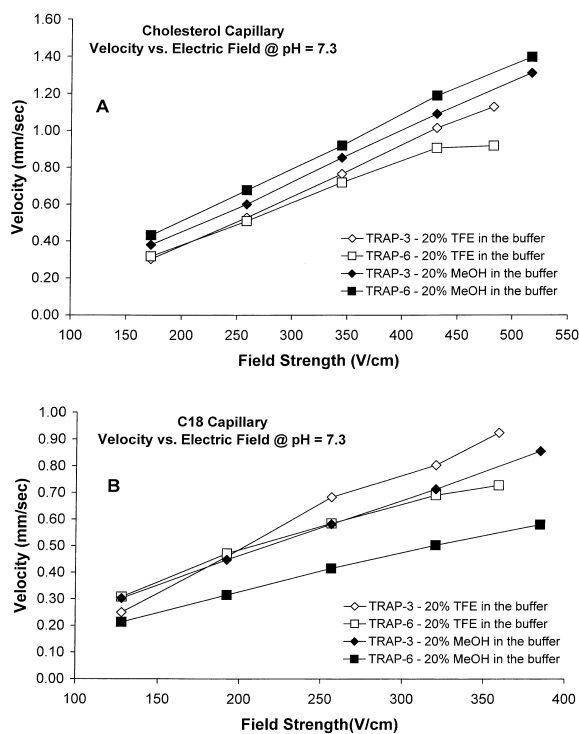 Cholesterol Capillary
Velocity vs. Electric Field @ pH = 7.3
A
Velocity (mm/sec)
1.60
1.40
1.20
1.00
0.80
0.60
0.40
0.20
0.00
TRAP-3 - 20% TFE in the buffer
TRAP-6 - 20% TFE in the buffer
TRAP-3 - 20% MeOH in the buffer
TRAP-6 - 20% MeOH in the buffer
100 150 200 250 300 350 400 450 500 550
Field Strength (V/cm)
C18 Capillary
Velocity vs. Electric Field @ pH = 7.3
B
Velocity (mm/sec)
1.00
0.90
0.80
0.70
0.60
0.50
0.40
0.30
0.20
0.10
0.00
TRAP-3 - 20% TFE in the buffer
TRAP-6 - 20% TFE in the buffer
TRAP-3 - 20% MeOH in the buffer
TRAP-6 - 20% MeOH in the buffer
100 150 200 250 300 350 400
Field Strength(V/cm)